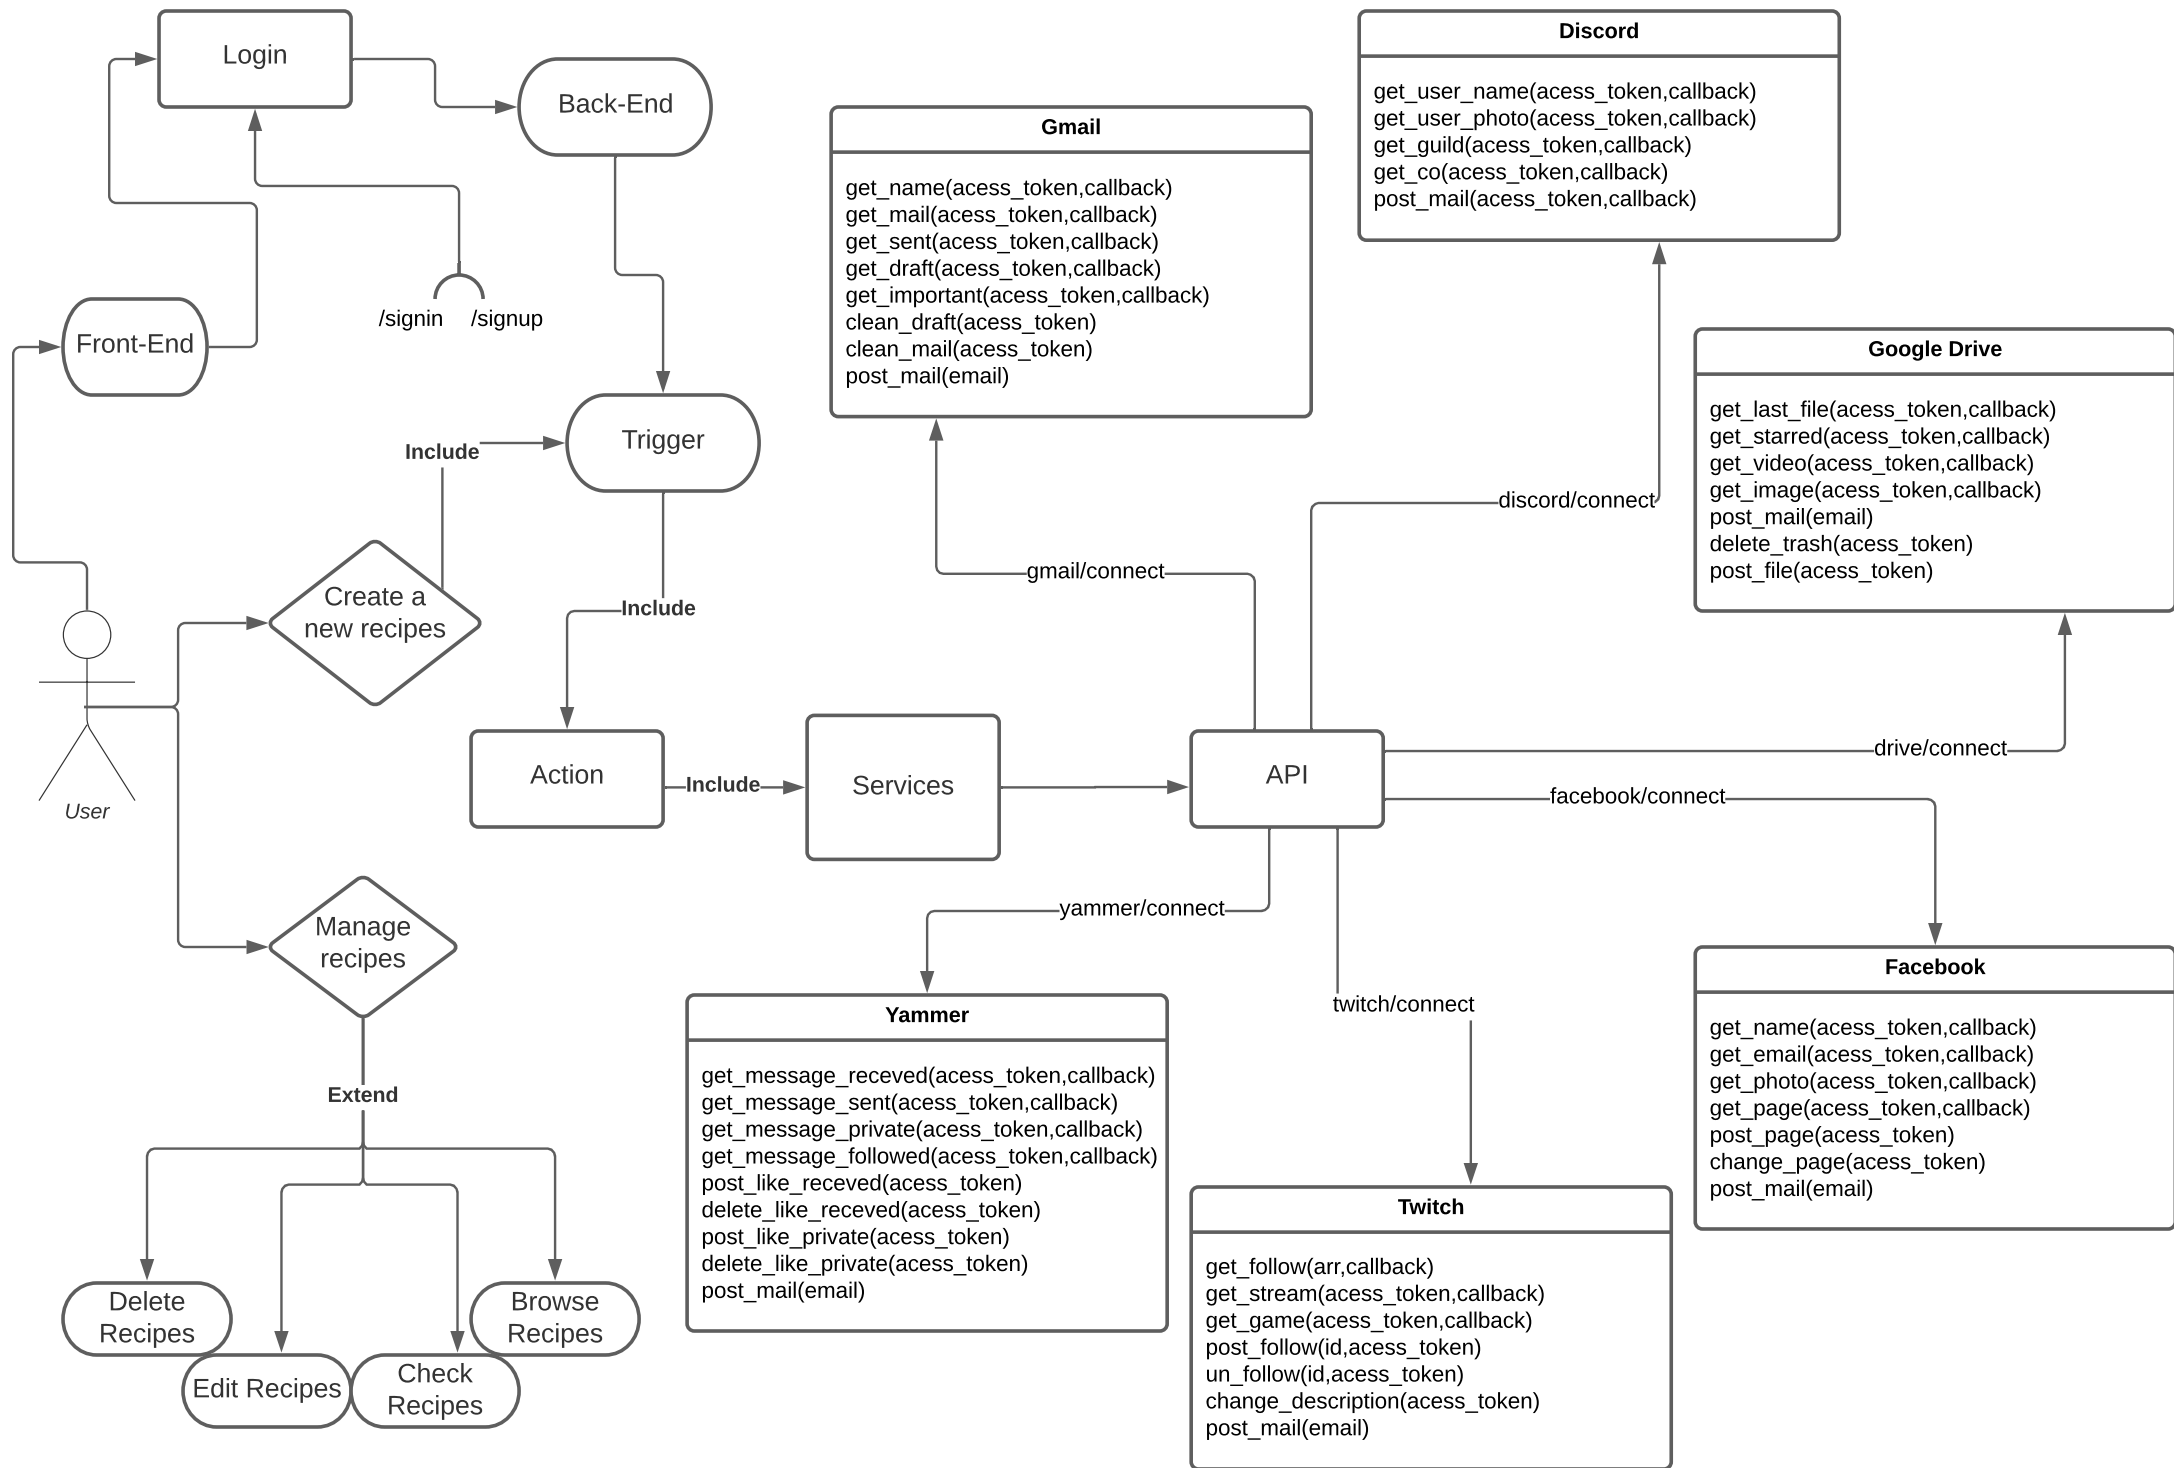 Login
Back-End
/signin
/signup
Front-End
Trigger
Include
Create a
new recipes
Include
User
Action
Include
Services
API
Manage
recipes
Extend
Delete
Recipes
Edit Recipes
Check
Recipes
Browse
Recipes
Gmail
get_name(acess_token,callback)
get_mail(acess_token,callback)
get_sent(acess_token,callback)
get_draft(acess_token,callback)
get_important(acess_token,callback)
clean_draft(acess_token)
clean_mail(acess_token)
post_mail(email)
gmail/connect
Discord
get_user_name(acess_token,callback)
get_user_photo(acess_token,callback)
get_guild(acess_token,callback)
get_co(acess_token,callback)
post_mail(acess_token,callback)
discord/connect
Google Drive
get_last_file(acess_token,callback)
get_starred(acess_token,callback)
get_video(acess_token,callback)
get_image(acess_token,callback)
post_mail(email)
delete_trash(acess_token)
post_file(acess_token)
drive/connect
facebook/connect
Facebook
get_name(acess_token,callback)
get_email(acess_token,callback)
get_photo(acess_token,callback)
get_page(acess_token,callback)
post_page(acess_token)
change_page(acess_token)
post_mail(email)
yammer/connect
Yammer
get_message_receved(acess_token,callback)
get_message_sent(acess_token,callback)
get_message_private(acess_token,callback)
get_message_followed(acess_token,callback)
post_like_receved(acess_token)
delete_like_receved(acess_token)
post_like_private(acess_token)
delete_like_private(acess_token)
post_mail(email)
twitch/connect
Twitch
get_follow(arr,callback)
get_stream(acess_token,callback)
get_game(acess_token,callback)
post_follow(id,acess_token)
un_follow(id,acess_token)
change_description(acess_token)
post_mail(email)